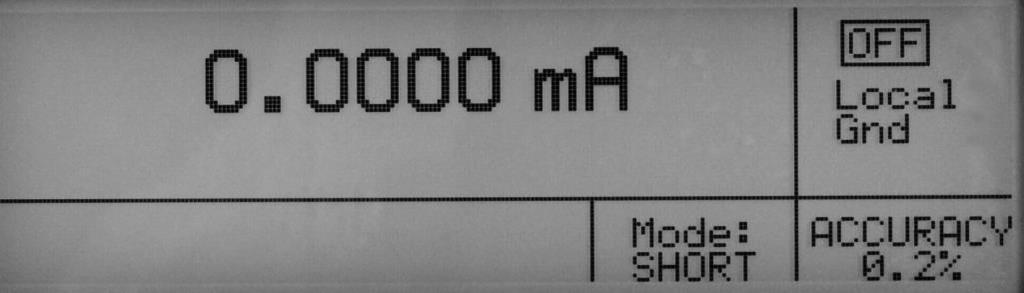 0.0000 mA
OFF
Local
Gnd
Mode:
SHORT
ACCURACY
0.2%